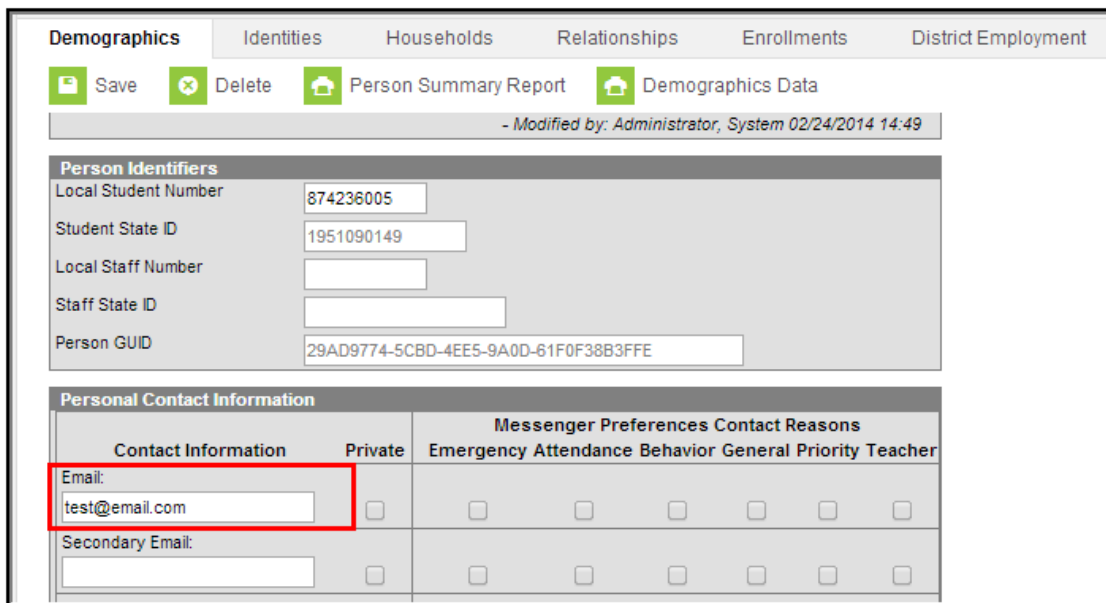 Demographics Identities Households Relationships Enrollments District Employment
Save Delete Person Summary Report Demographics Data
- Modified by: Administrator, System 02/24/2014 14:49
Person Identifiers
Local Student Number 874236005
Student State ID 1951090149
Local Staff Number
Staff State ID
Person GUID 29AD9774-5CBD-4EE5-9A0D-61F0F38B3FFE
Personal Contact Information
Messenger Preferences Contact Reasons
Contact Information Private Emergency Attendance Behavior General Priority Teacher
Email:
test@email.com
Secondary Email: